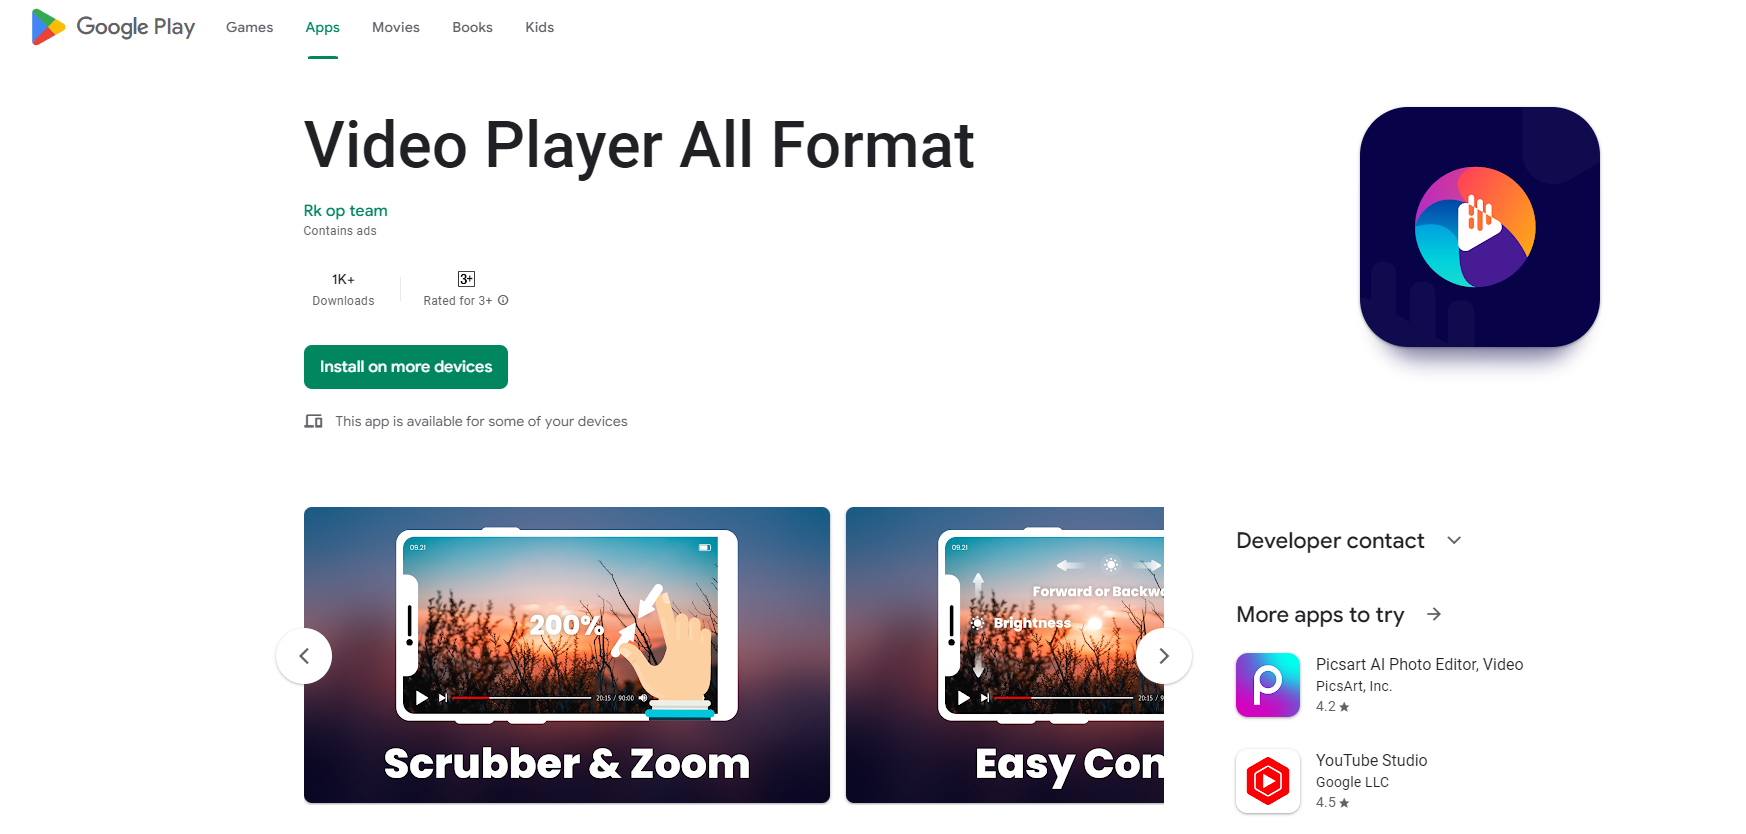 Google Play
Games
Apps
Movies
Books
Kids
Video Player All Format
Rk op team
Contains ads
1K+
Downloads
3+
Rated for 3+
Install on more devices
This app is available for some of your devices
09.21
200%
20:15 / 90:00
Scrubber & Zoom
09.21
Forward or Backwa
Brightness
20:15 / 9
Easy Con
Developer contact
More apps to try
Picsart AI Photo Editor, Video
PicsArt, Inc.
4.2
YouTube Studio
Google LLC
4.5